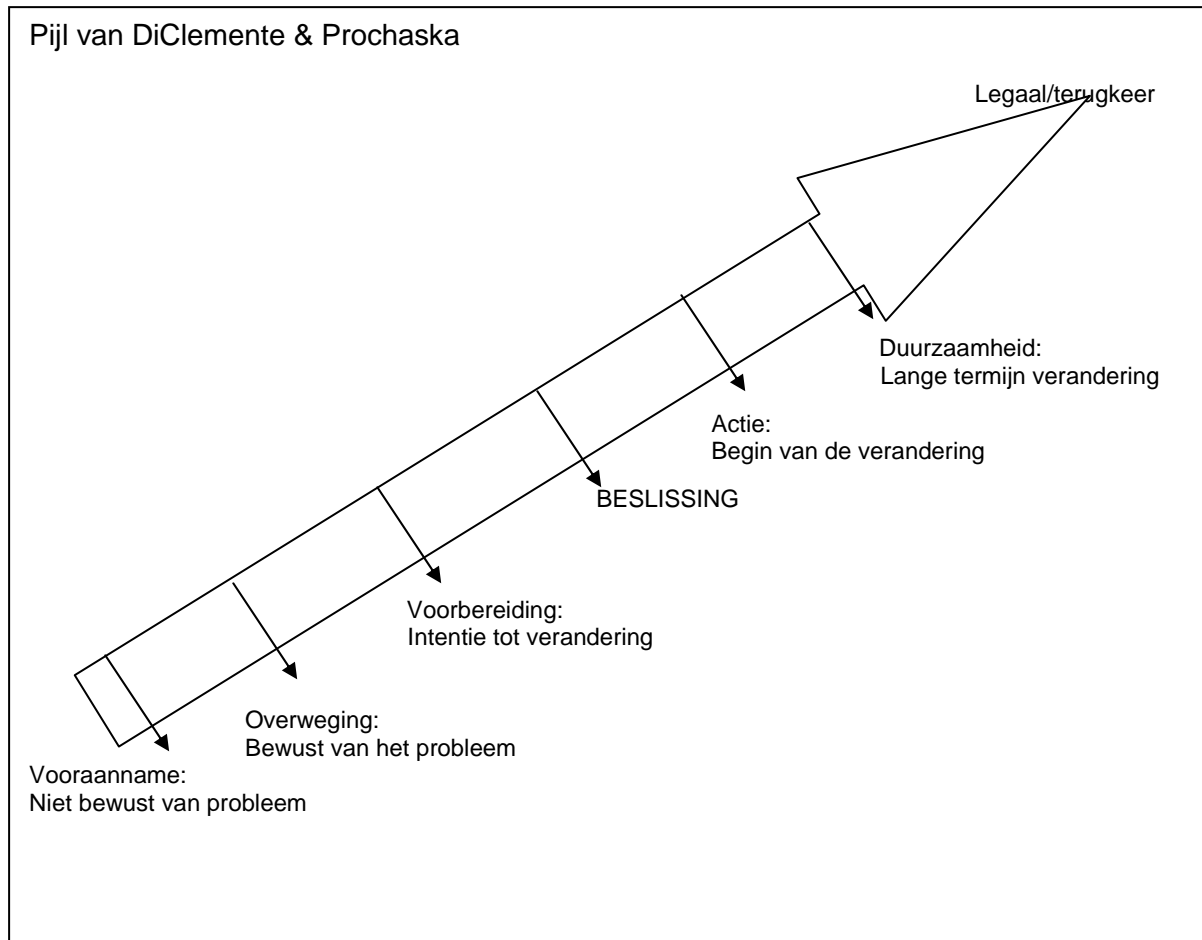 Pijl van DiClemente & Prochaska
Legaal/terugkeer
Duurzaamheid:
Lange termijn verandering
Actie:
Begin van de verandering
BESLISSING
Voorbereiding:
Intentie tot verandering
Overweging:
Bewust van het probleem
Vooraanname:
Niet bewust van probleem